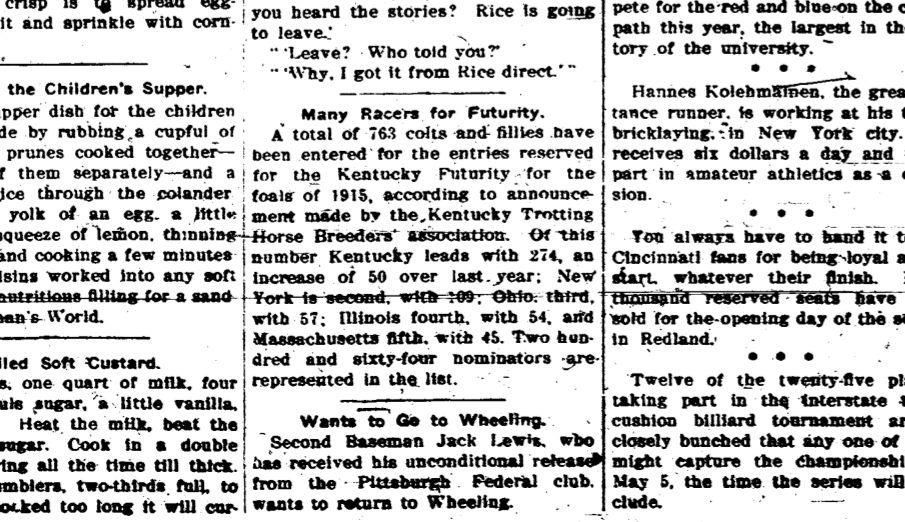 crisp is to spread egg-
it and sprinkle with corn-
the Children's Supper.
pper dish for the children
de by rubbing a cupful of
prunes cooked together—
f them separately—and a
ice through the colander
yolk of an egg, a little
queeze of lemon, thinning
and cooking a few minutes
isins worked into any soft
nutritious filling for a sand
an's World.
led Soft Custard.
s, one quart of milk, four
uls sugar, a little vanilla.
Heat the milk, beat the
sugar. Cook in a double
ing all the time till thick.
mblers, two-thirds full, to
ooked too long it will cur-
you heard the stories? Rice is going
to leave.'
" 'Leave? Who told you?'
" 'Why, I got it from Rice direct.' "
Many Racers for Futurity.
A total of 763 colts and fillies have
been entered for the entries reserved
for the Kentucky Futurity for the
foals of 1915, according to announce-
ment made by the Kentucky Trotting
Horse Breeders' association. Of this
number Kentucky leads with 274, an
increase of 50 over last year; New
York is second, with 109; Ohio, third,
with 57; Illinois fourth, with 54, and
Massachusetts fifth, with 45. Two hun-
dred and sixty-four nominators are
represented in the list.
Wants to Go to Wheeling.
Second Baseman Jack Lewis, who
has received his unconditional release
from the Pittsburgh Federal club,
wants to return to Wheeling.
pete for the red and blue on the c
path this year, the largest in the
tory of the university.
* * *
Hannes Kolehmainen, the grea
tance runner, is working at his t
bricklaying, in New York city.
receives six dollars a day and
part in amateur athletics as a
sion.
* * *
You always have to hand it t
Cincinnati fans for being loyal a
start, whatever their finish.
thousand reserved seats have
sold for the opening day of the s
in Redland.
* * *
Twelve of the twenty-five pl
taking part in the interstate
cushion billiard tournament ar
closely bunched that any one of
might capture the championshi
May 5, the time the series will
clude.